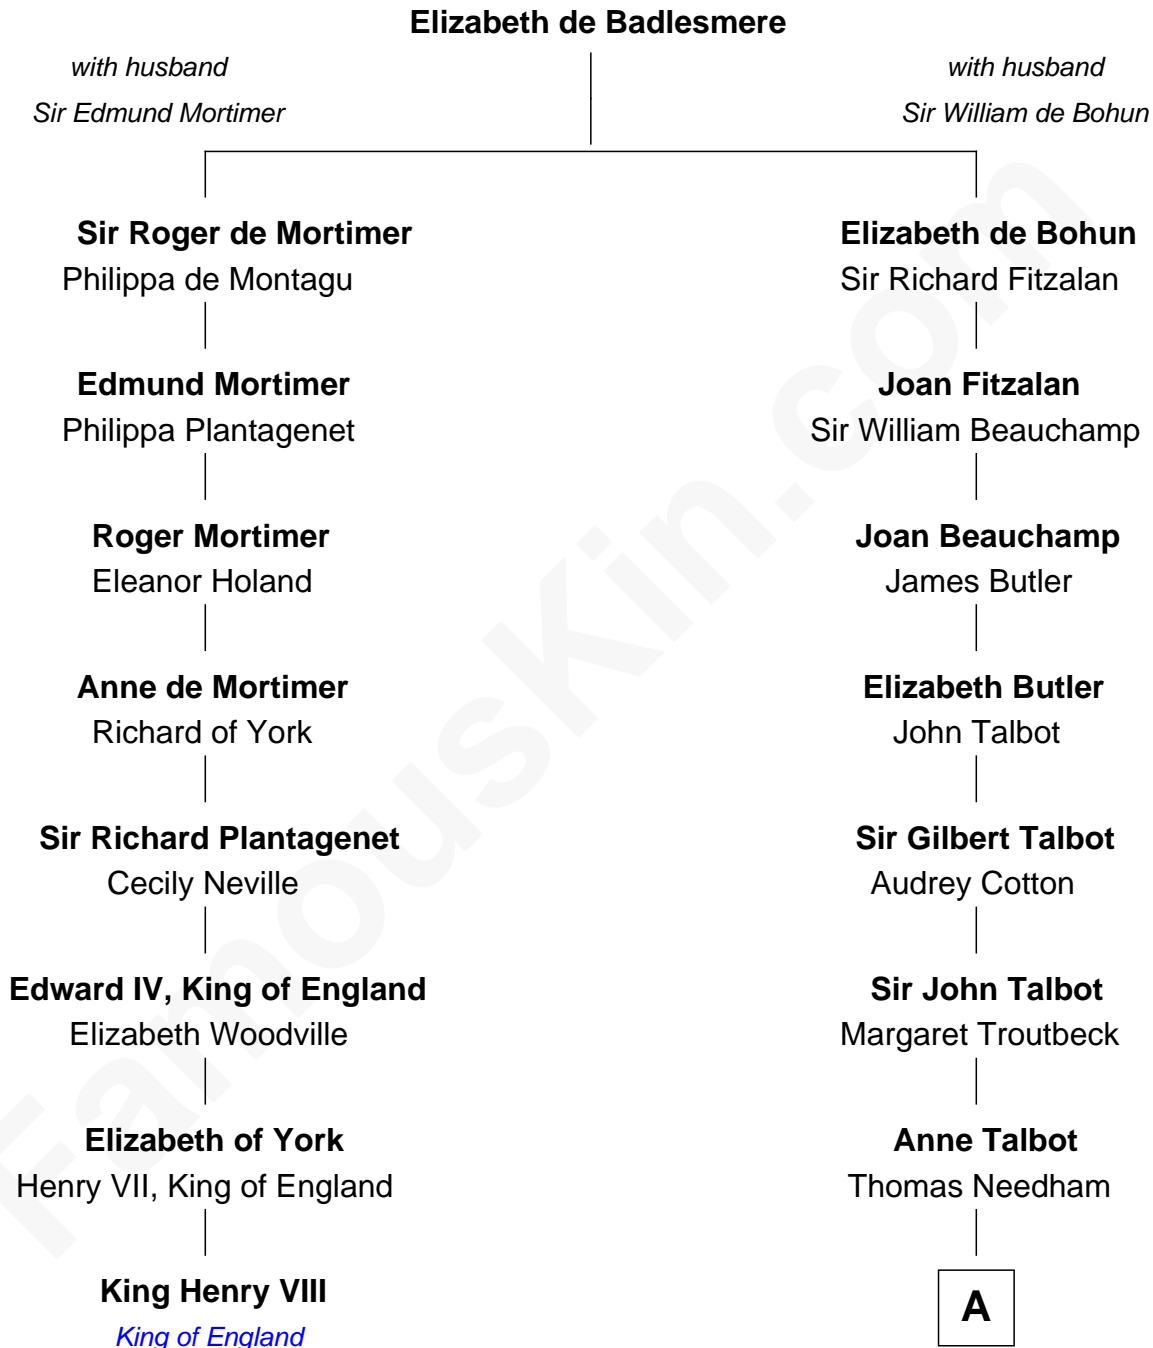 Elizabeth de Badlesmere
with husband
Sir Edmund Mortimer
with husband
Sir William de Bohun
Sir Roger de Mortimer
Philippa de Montagu
Elizabeth de Bohun
Sir Richard Fitzalan
Edmund Mortimer
Philippa Plantagenet
Joan Fitzalan
Sir William Beauchamp
Roger Mortimer
Eleanor Holand
Joan Beauchamp
James Butler
Anne de Mortimer
Richard of York
Elizabeth Butler
John Talbot
Sir Richard Plantagenet
Cecily Neville
Sir Gilbert Talbot
Audrey Cotton
Edward IV, King of England
Elizabeth Woodville
Sir John Talbot
Margaret Troutbeck
Elizabeth of York
Henry VII, King of England
Anne Talbot
Thomas Needham
King Henry VIII
King of England
A
FamousKin.com